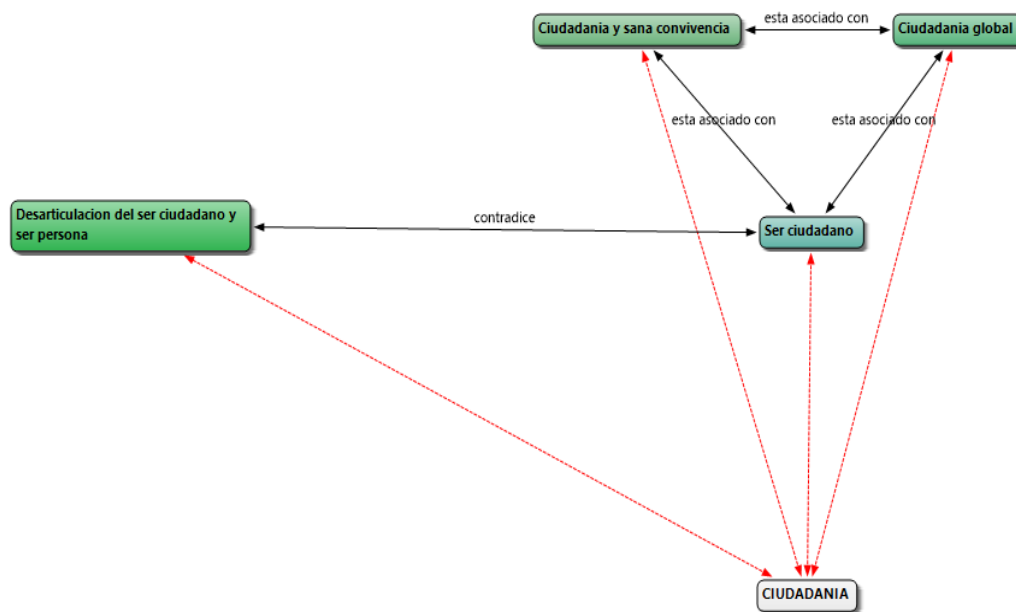 esta asociado con
Ciudadania y sana convivencia
Ciudadania global
esta asociado con
esta asociado con
Desarticulacion del ser ciudadano y
ser persona
contradice
Ser ciudadano
CIUDADANIA